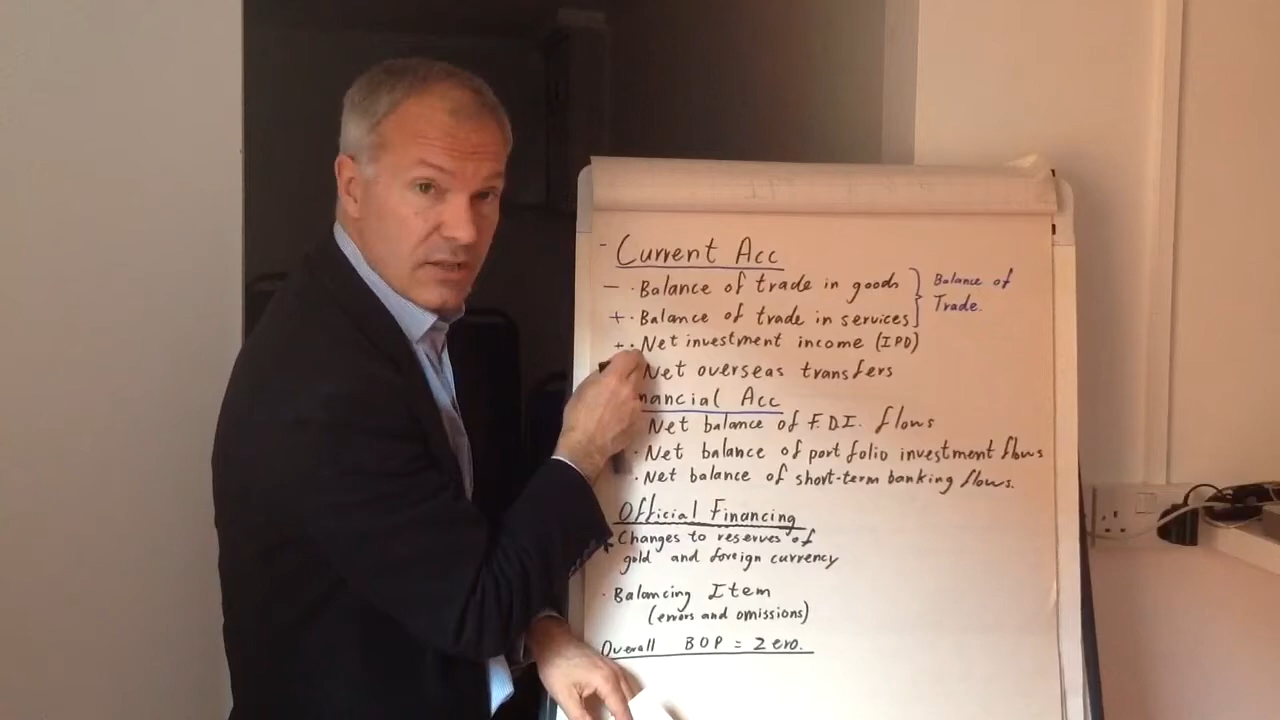 - Current Acc
- · Balance of trade in goods
+ · Balance of trade in services
Balance of
Trade.
+ · Net investment income (IPD)
Net overseas transfers
nancial Acc
Net balance of F.D.I. flows
· Net balance of portfolio investment flows
· Net balance of short-term banking flows.
Official Financing
Changes to reserves of
gold and foreign currency
· Balancing Item
(errors and omissions)
Overall BOP = Zero.